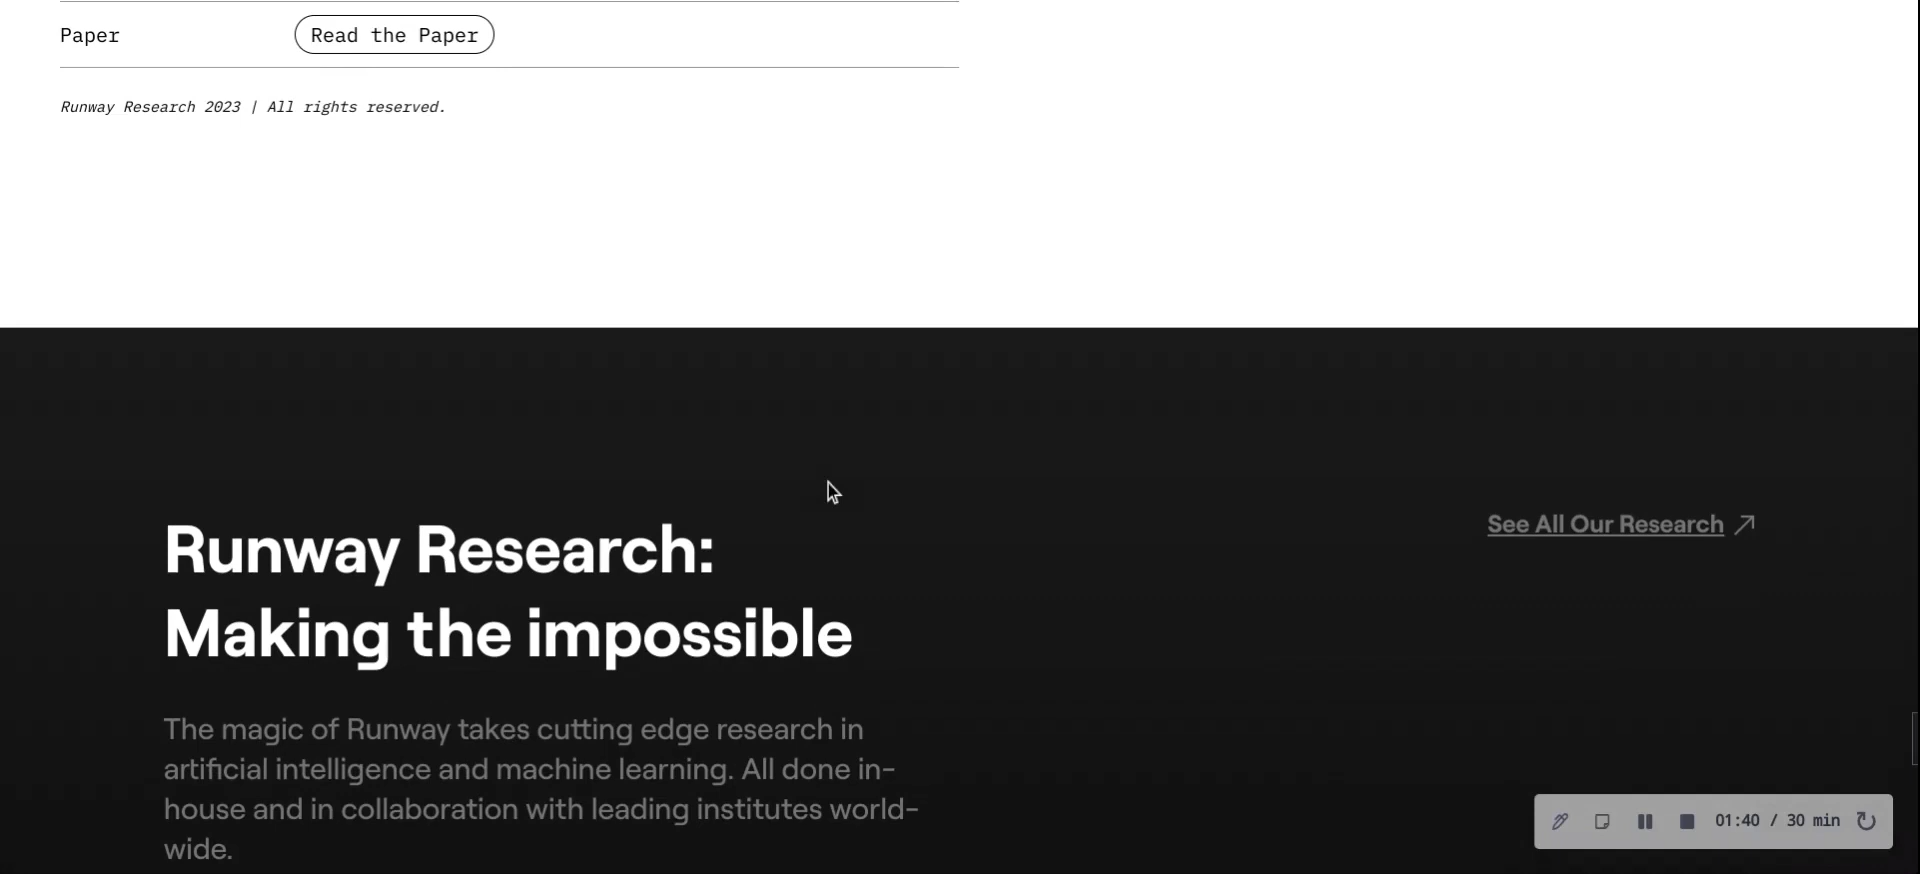 Paper
Read the Paper
Runway Research 2023 | All rights reserved.
Runway Research:
Making the impossible
See All Our Research
The magic of Runway takes cutting edge research in
artificial intelligence and machine learning. All done in-
house and in collaboration with leading institutes world-
wide.
01:40 / 30 min